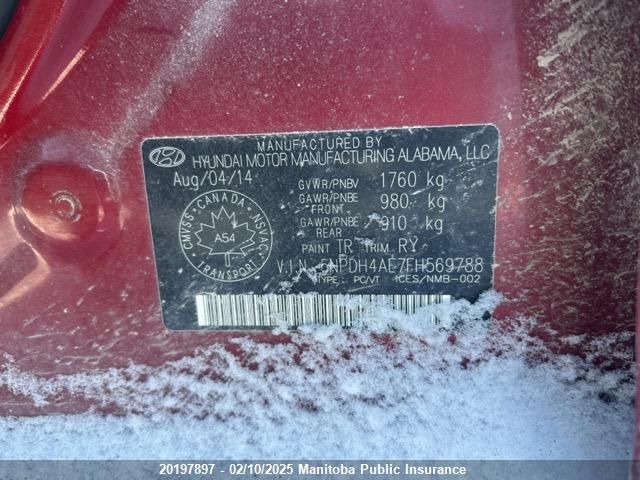 MANUFACTURED BY
HYUNDAI MOTOR MANUFACTURING ALABAMA, LLC
Aug/04/14
GVWR/PNBV 1760 kg
GAWR/PNBE FRONT 980 kg
GAWR/PNBE REAR 910 kg
PAINT TR TRIM RY
V.I.N: 5NPDH4AE7FH569788
TYPE: PC/VT ICES/NMB-002
CANADA
CMVSS NSVAC
A54
TRANSPORT
20197897 - 02/10/2025 Manitoba Public Insurance